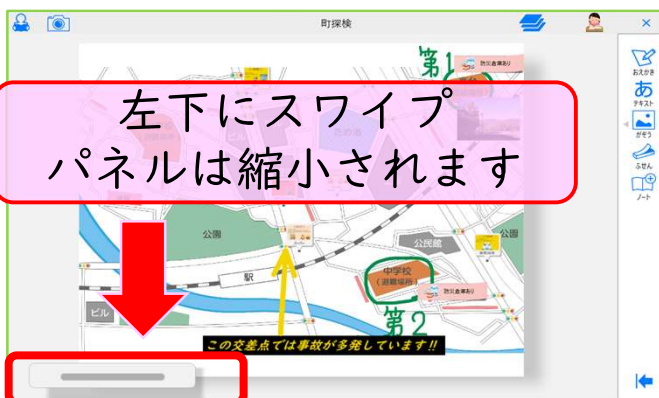 町探検
おえかき
あ
テキスト
がぞう
ふせん
ノート
第1
防災倉庫あり
左下にスワイプ
パネルは縮小されます
公園
公民館
公園
駅
中学校
(避難場所)
防災倉庫あり
ビル
第2
この交差点では事故が多発しています!!